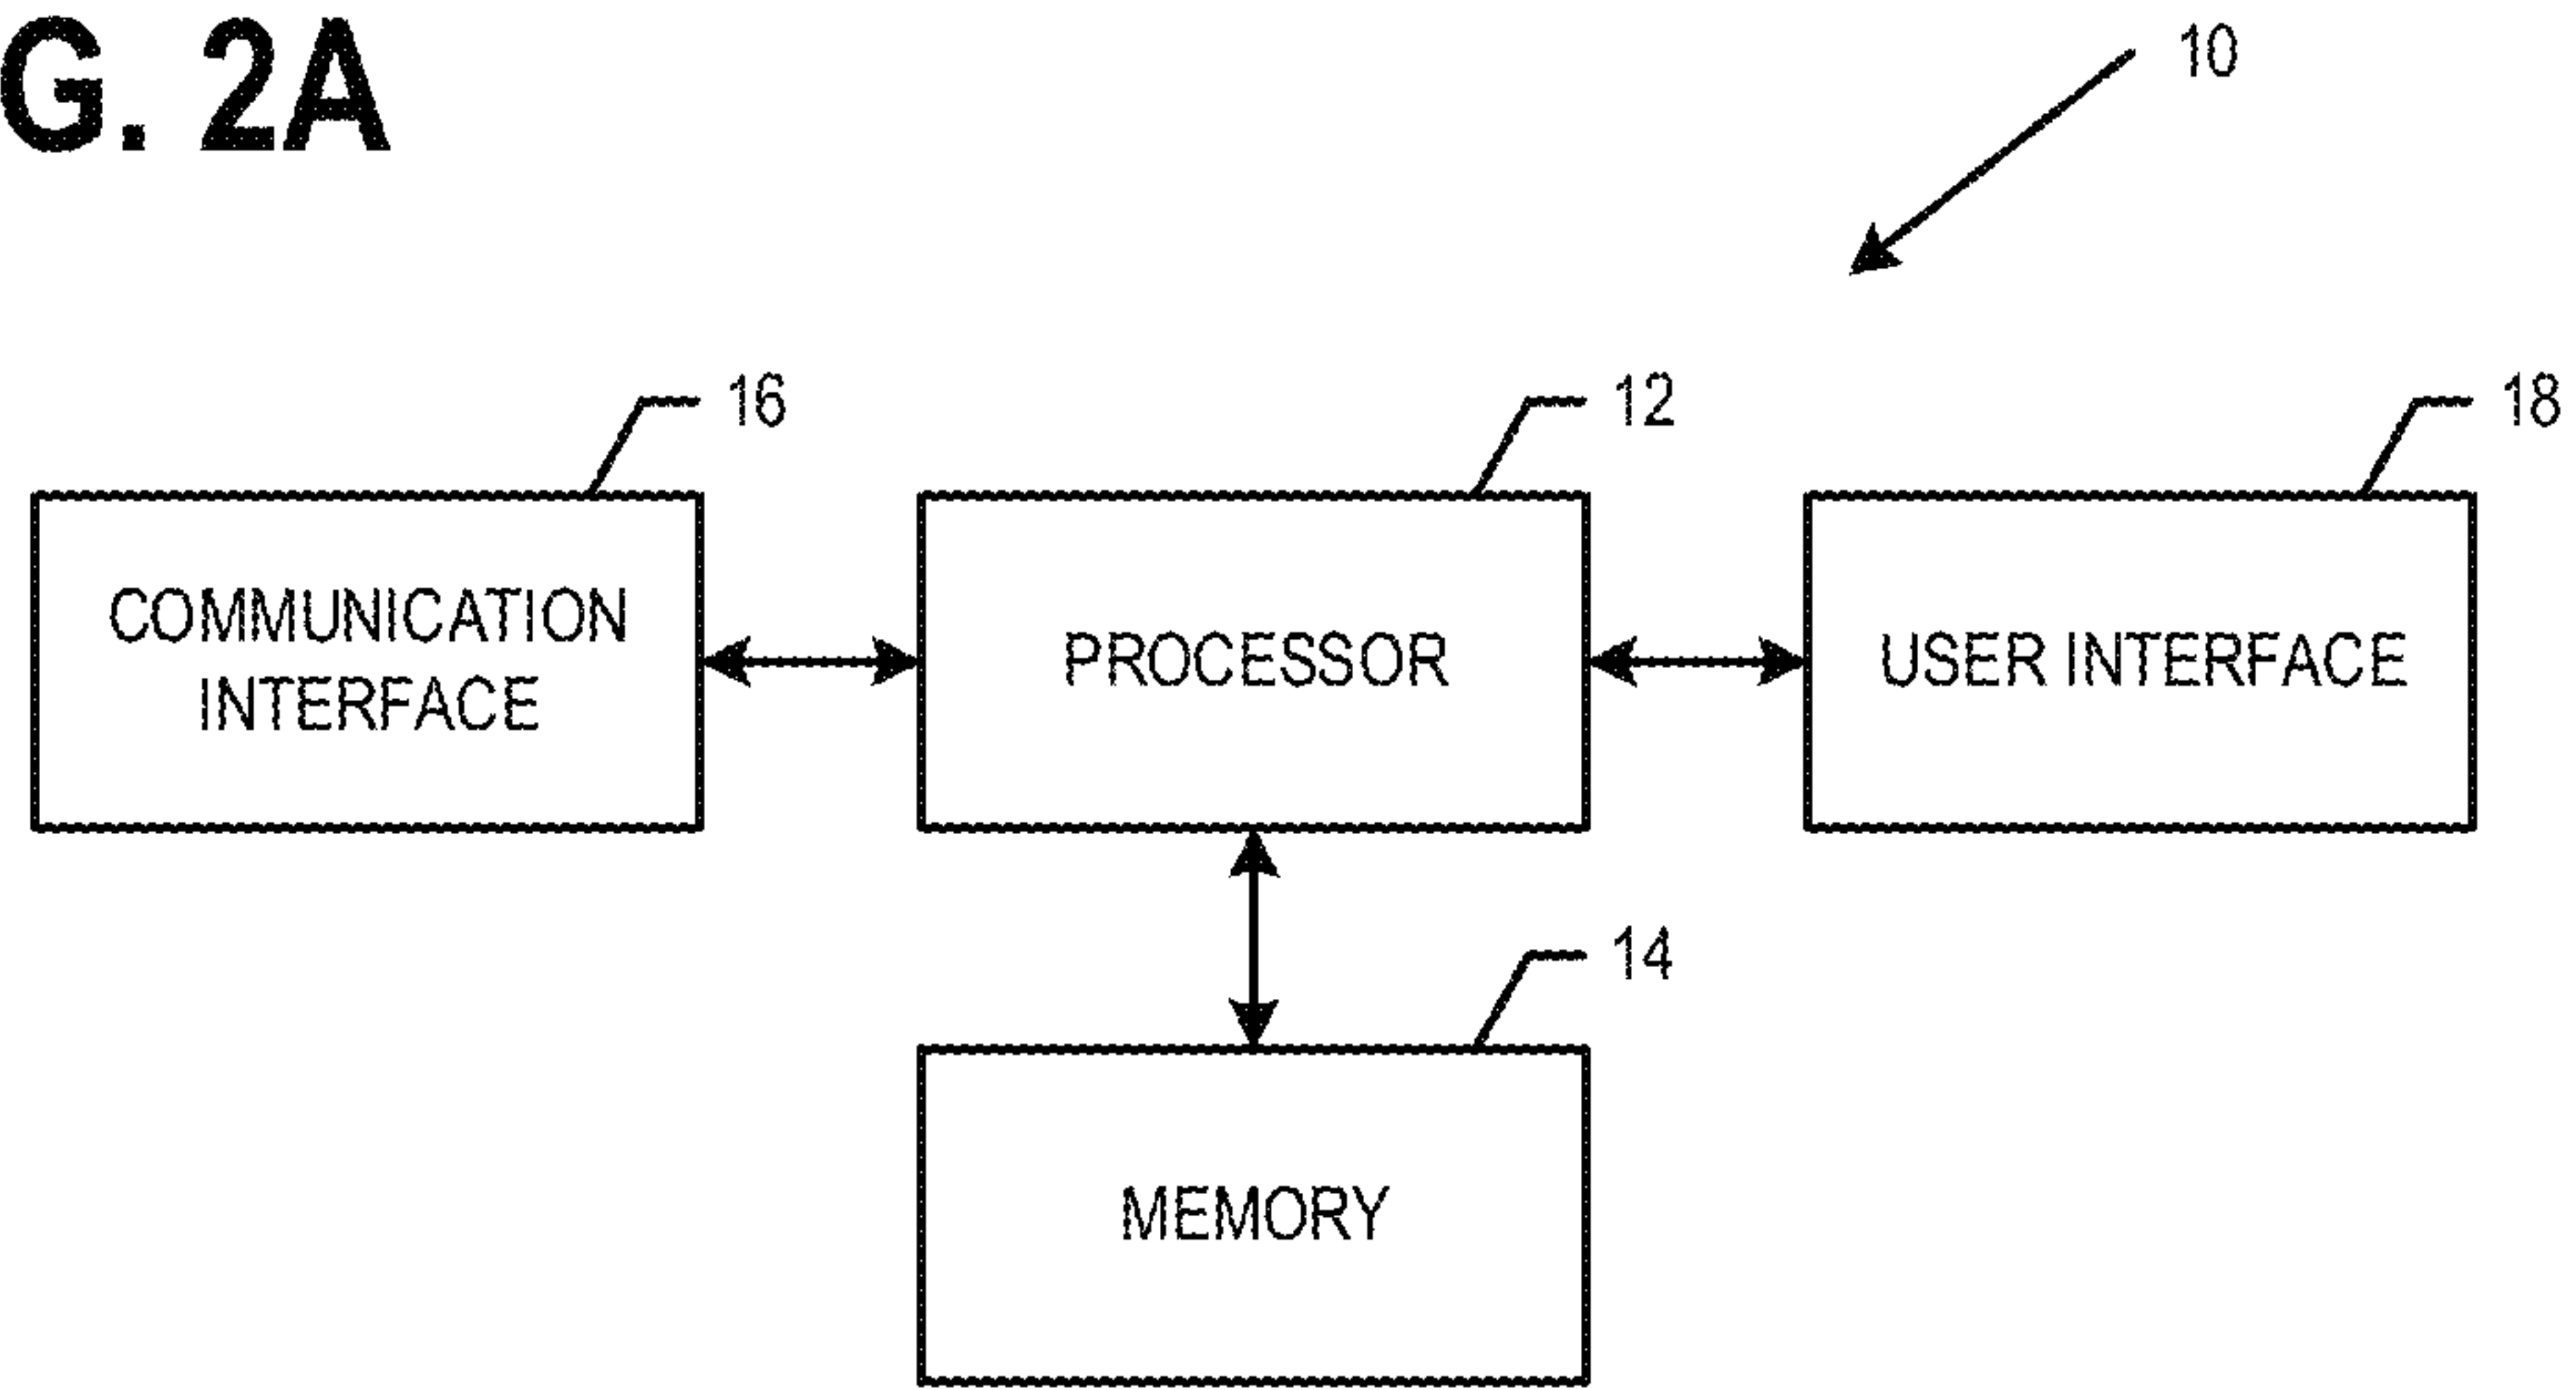 G. 2A
10
16
12
18
COMMUNICATION
INTERFACE
PROCESSOR
USER INTERFACE
14
MEMORY